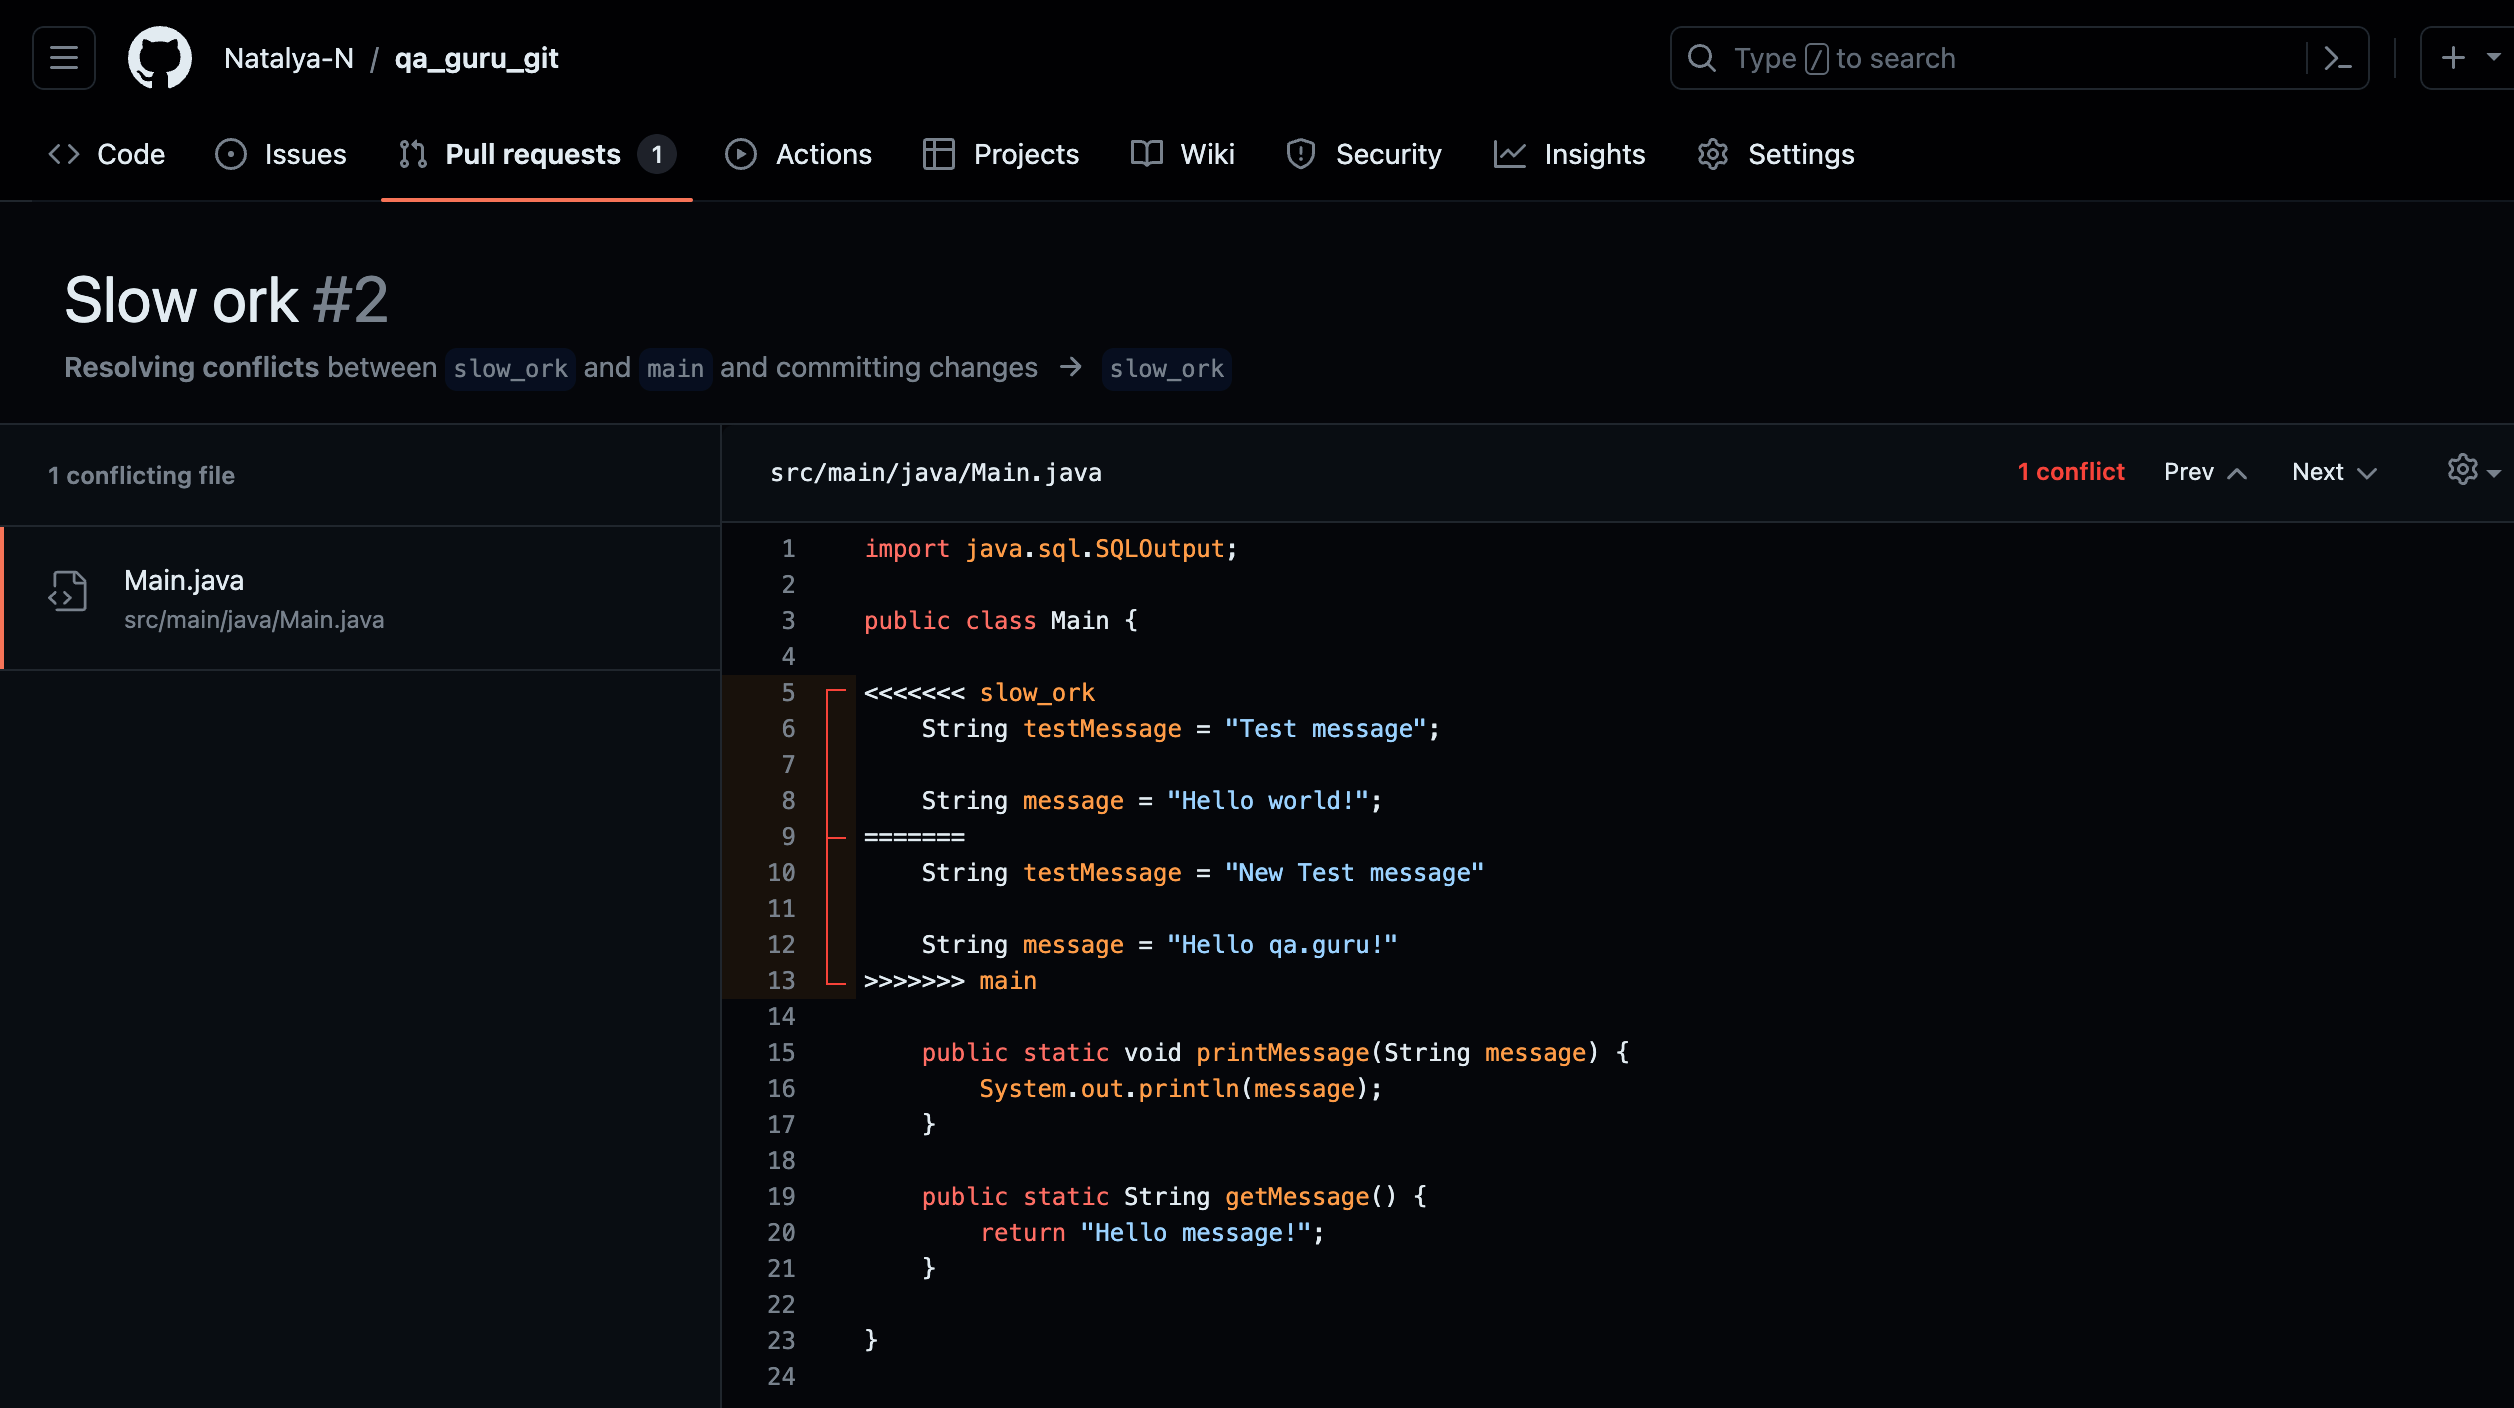 Natalya-N / qa_guru_git
Type / to search
Code Issues Pull requests 1 Actions Projects Wiki Security Insights Settings
Slow ork #2
Resolving conflicts between slow_ork and main and committing changes → slow_ork
1 conflicting file
Main.java
src/main/java/Main.java
src/main/java/Main.java 1 conflict Prev Next
1 import java.sql.SQLOutput;
2
3 public class Main {
4
5 <<<<<<< slow_ork
6     String testMessage = "Test message";
7
8     String message = "Hello world!";
9 =======
10     String testMessage = "New Test message"
11
12     String message = "Hello qa.guru!"
13 >>>>>>> main
14
15     public static void printMessage(String message) {
16         System.out.println(message);
17     }
18
19     public static String getMessage() {
20         return "Hello message!";
21     }
22
23 }
24